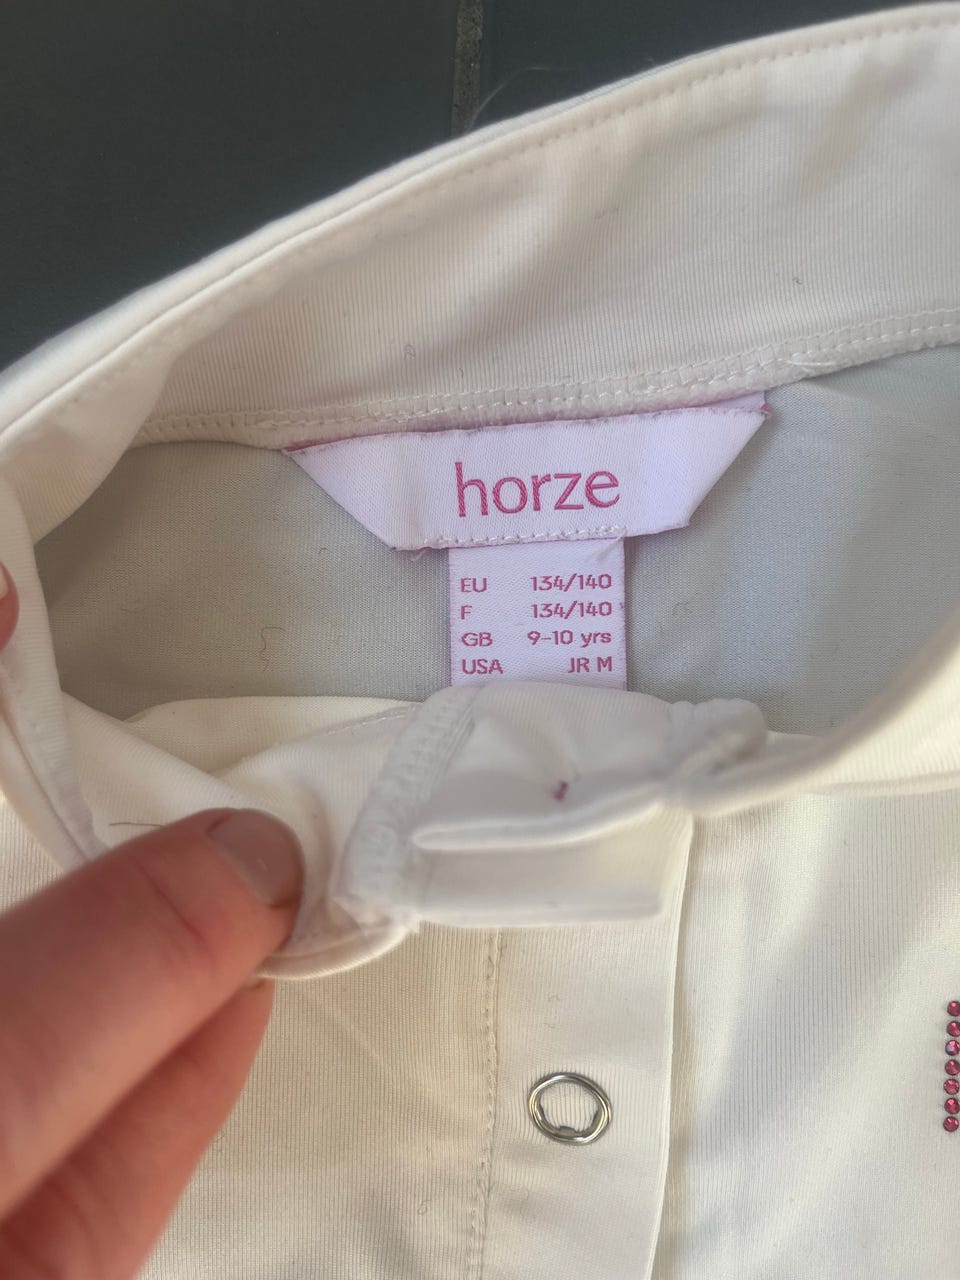 horze
EU 134/140
F 134/140
GB 9-10 yrs
USA JR M